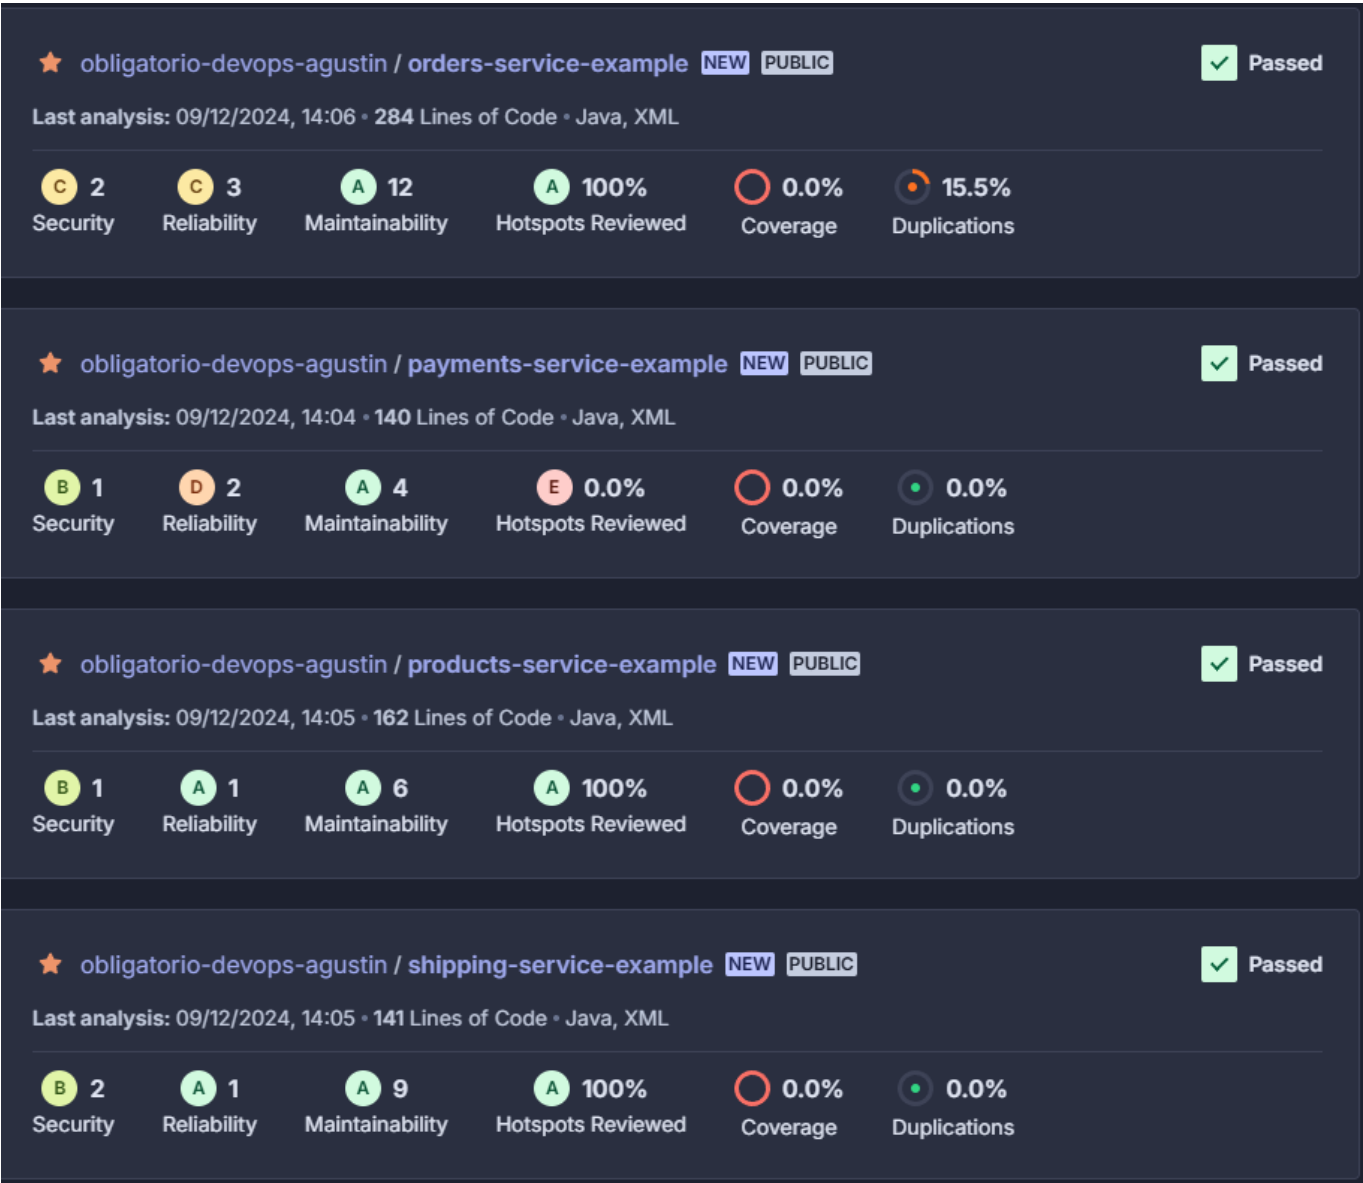 obligatorio-devops-agustin / orders-service-example NEW PUBLIC Passed
Last analysis: 09/12/2024, 14:06 • 284 Lines of Code • Java, XML
C 2 C 3 A 12 A 100% 0.0% 15.5%
Security Reliability Maintainability Hotspots Reviewed Coverage Duplications
obligatorio-devops-agustin / payments-service-example NEW PUBLIC Passed
Last analysis: 09/12/2024, 14:04 • 140 Lines of Code • Java, XML
B 1 D 2 A 4 E 0.0% 0.0% 0.0%
Security Reliability Maintainability Hotspots Reviewed Coverage Duplications
obligatorio-devops-agustin / products-service-example NEW PUBLIC Passed
Last analysis: 09/12/2024, 14:05 • 162 Lines of Code • Java, XML
B 1 A 1 A 6 A 100% 0.0% 0.0%
Security Reliability Maintainability Hotspots Reviewed Coverage Duplications
obligatorio-devops-agustin / shipping-service-example NEW PUBLIC Passed
Last analysis: 09/12/2024, 14:05 • 141 Lines of Code • Java, XML
B 2 A 1 A 9 A 100% 0.0% 0.0%
Security Reliability Maintainability Hotspots Reviewed Coverage Duplications